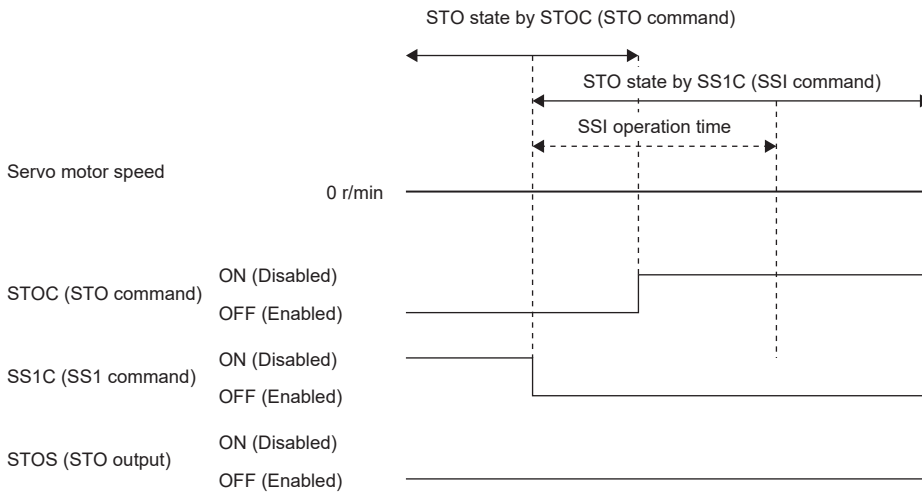 STO state by STOC (STO command)
STO state by SS1C (SSI command)
SSI operation time
Servo motor speed
0 r/min
STOC (STO command)
ON (Disabled)
OFF (Enabled)
SS1C (SS1 command)
ON (Disabled)
OFF (Enabled)
STOS (STO output)
ON (Disabled)
OFF (Enabled)